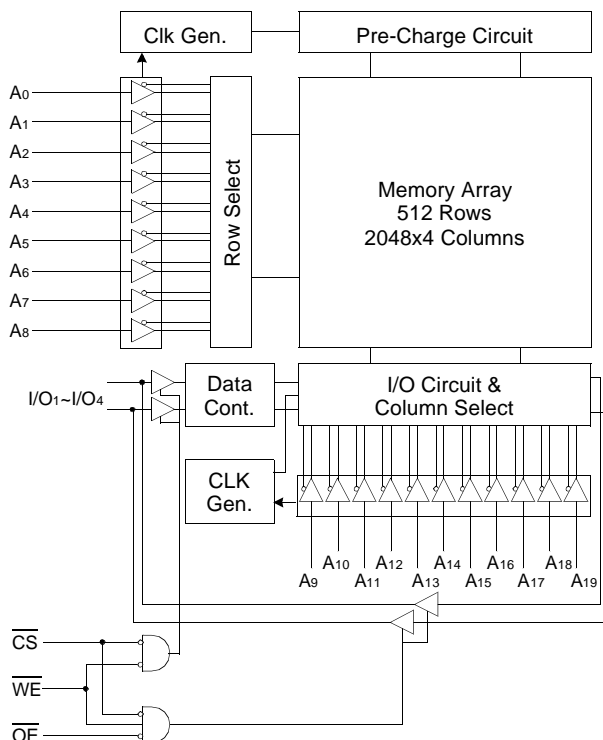 Clk Gen.
Pre-Charge Circuit
A0
A1
A2
A3
A4
A5
A6
A7
A8
Row Select
Memory Array
512 Rows
2048x4 Columns
I/O1~I/O4
Data
Cont.
I/O Circuit &
Column Select
CLK
Gen.
A10 A12 A14 A16 A18
A9 A11 A13 A15 A17 A19
CS
WE
OE